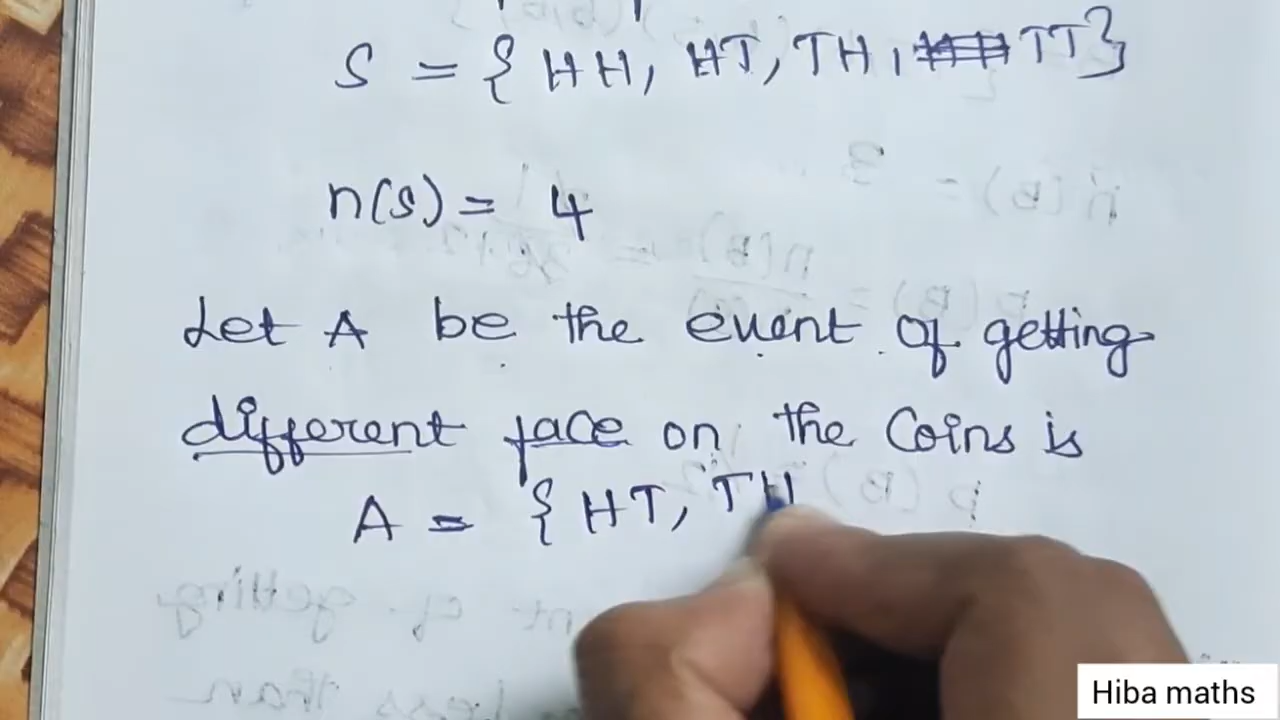 S = { HH, HT, TH, TT}
n(S) = 4
Let A be the event of getting
different face on the Coins is
A = { HT, TH
Hiba maths